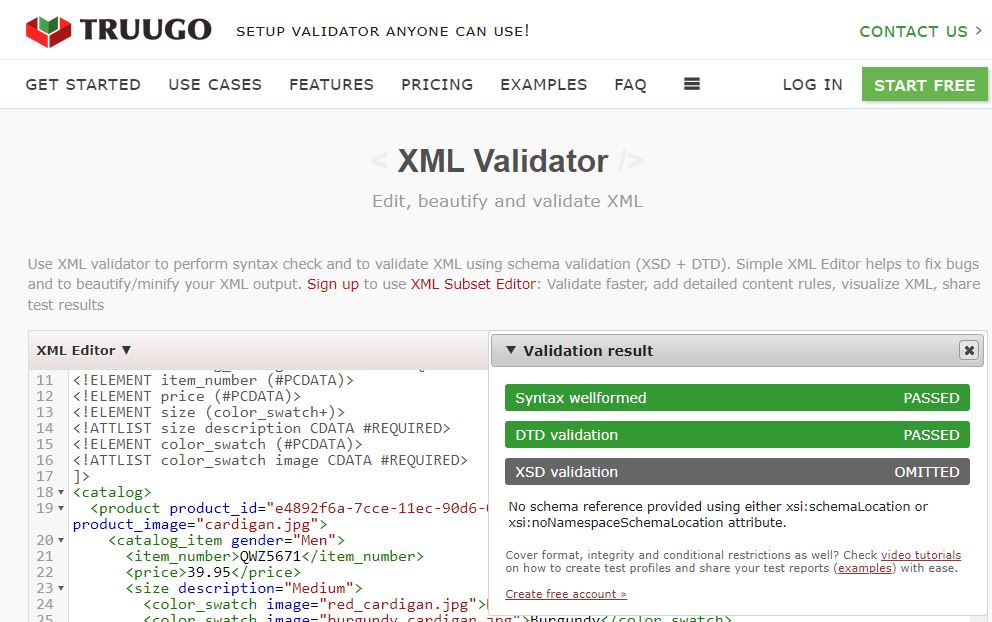 TRUUGO SETUP VALIDATOR ANYONE CAN USE! CONTACT US >
GET STARTED USE CASES FEATURES PRICING EXAMPLES FAQ LOG IN START FREE
< XML Validator />
Edit, beautify and validate XML
Use XML validator to perform syntax check and to validate XML using schema validation (XSD + DTD). Simple XML Editor helps to fix bugs
and to beautify/minify your XML output. Sign up to use XML Subset Editor: Validate faster, add detailed content rules, visualize XML, share
test results
XML Editor ▼
11 <!ELEMENT item_number (#PCDATA)>
12 <!ELEMENT price (#PCDATA)>
13 <!ELEMENT size (color_swatch+)>
14 <!ATTLIST size description CDATA #REQUIRED>
15 <!ELEMENT color_swatch (#PCDATA)>
16 <!ATTLIST color_swatch image CDATA #REQUIRED>
17 ]>
18 <catalog>
19 <product product_id="e4892f6a-7cce-11ec-90d6-
product_image="cardigan.jpg">
20 <catalog_item gender="Men">
21 <item_number>QWZ5671</item_number>
22 <price>39.95</price>
23 <size description="Medium">
24 <color_swatch image="red_cardigan.jpg">
25 <color_swatch image="burgundy_cardigan.jpg">Burgundy</color_swatch>
▼ Validation result
Syntax wellformed PASSED
DTD validation PASSED
XSD validation OMITTED
No schema reference provided using either xsi:schemaLocation or
xsi:noNamespaceSchemaLocation attribute.
Cover format, integrity and conditional restrictions as well? Check video tutorials
on how to create test profiles and share your test reports (examples) with ease.
Create free account »